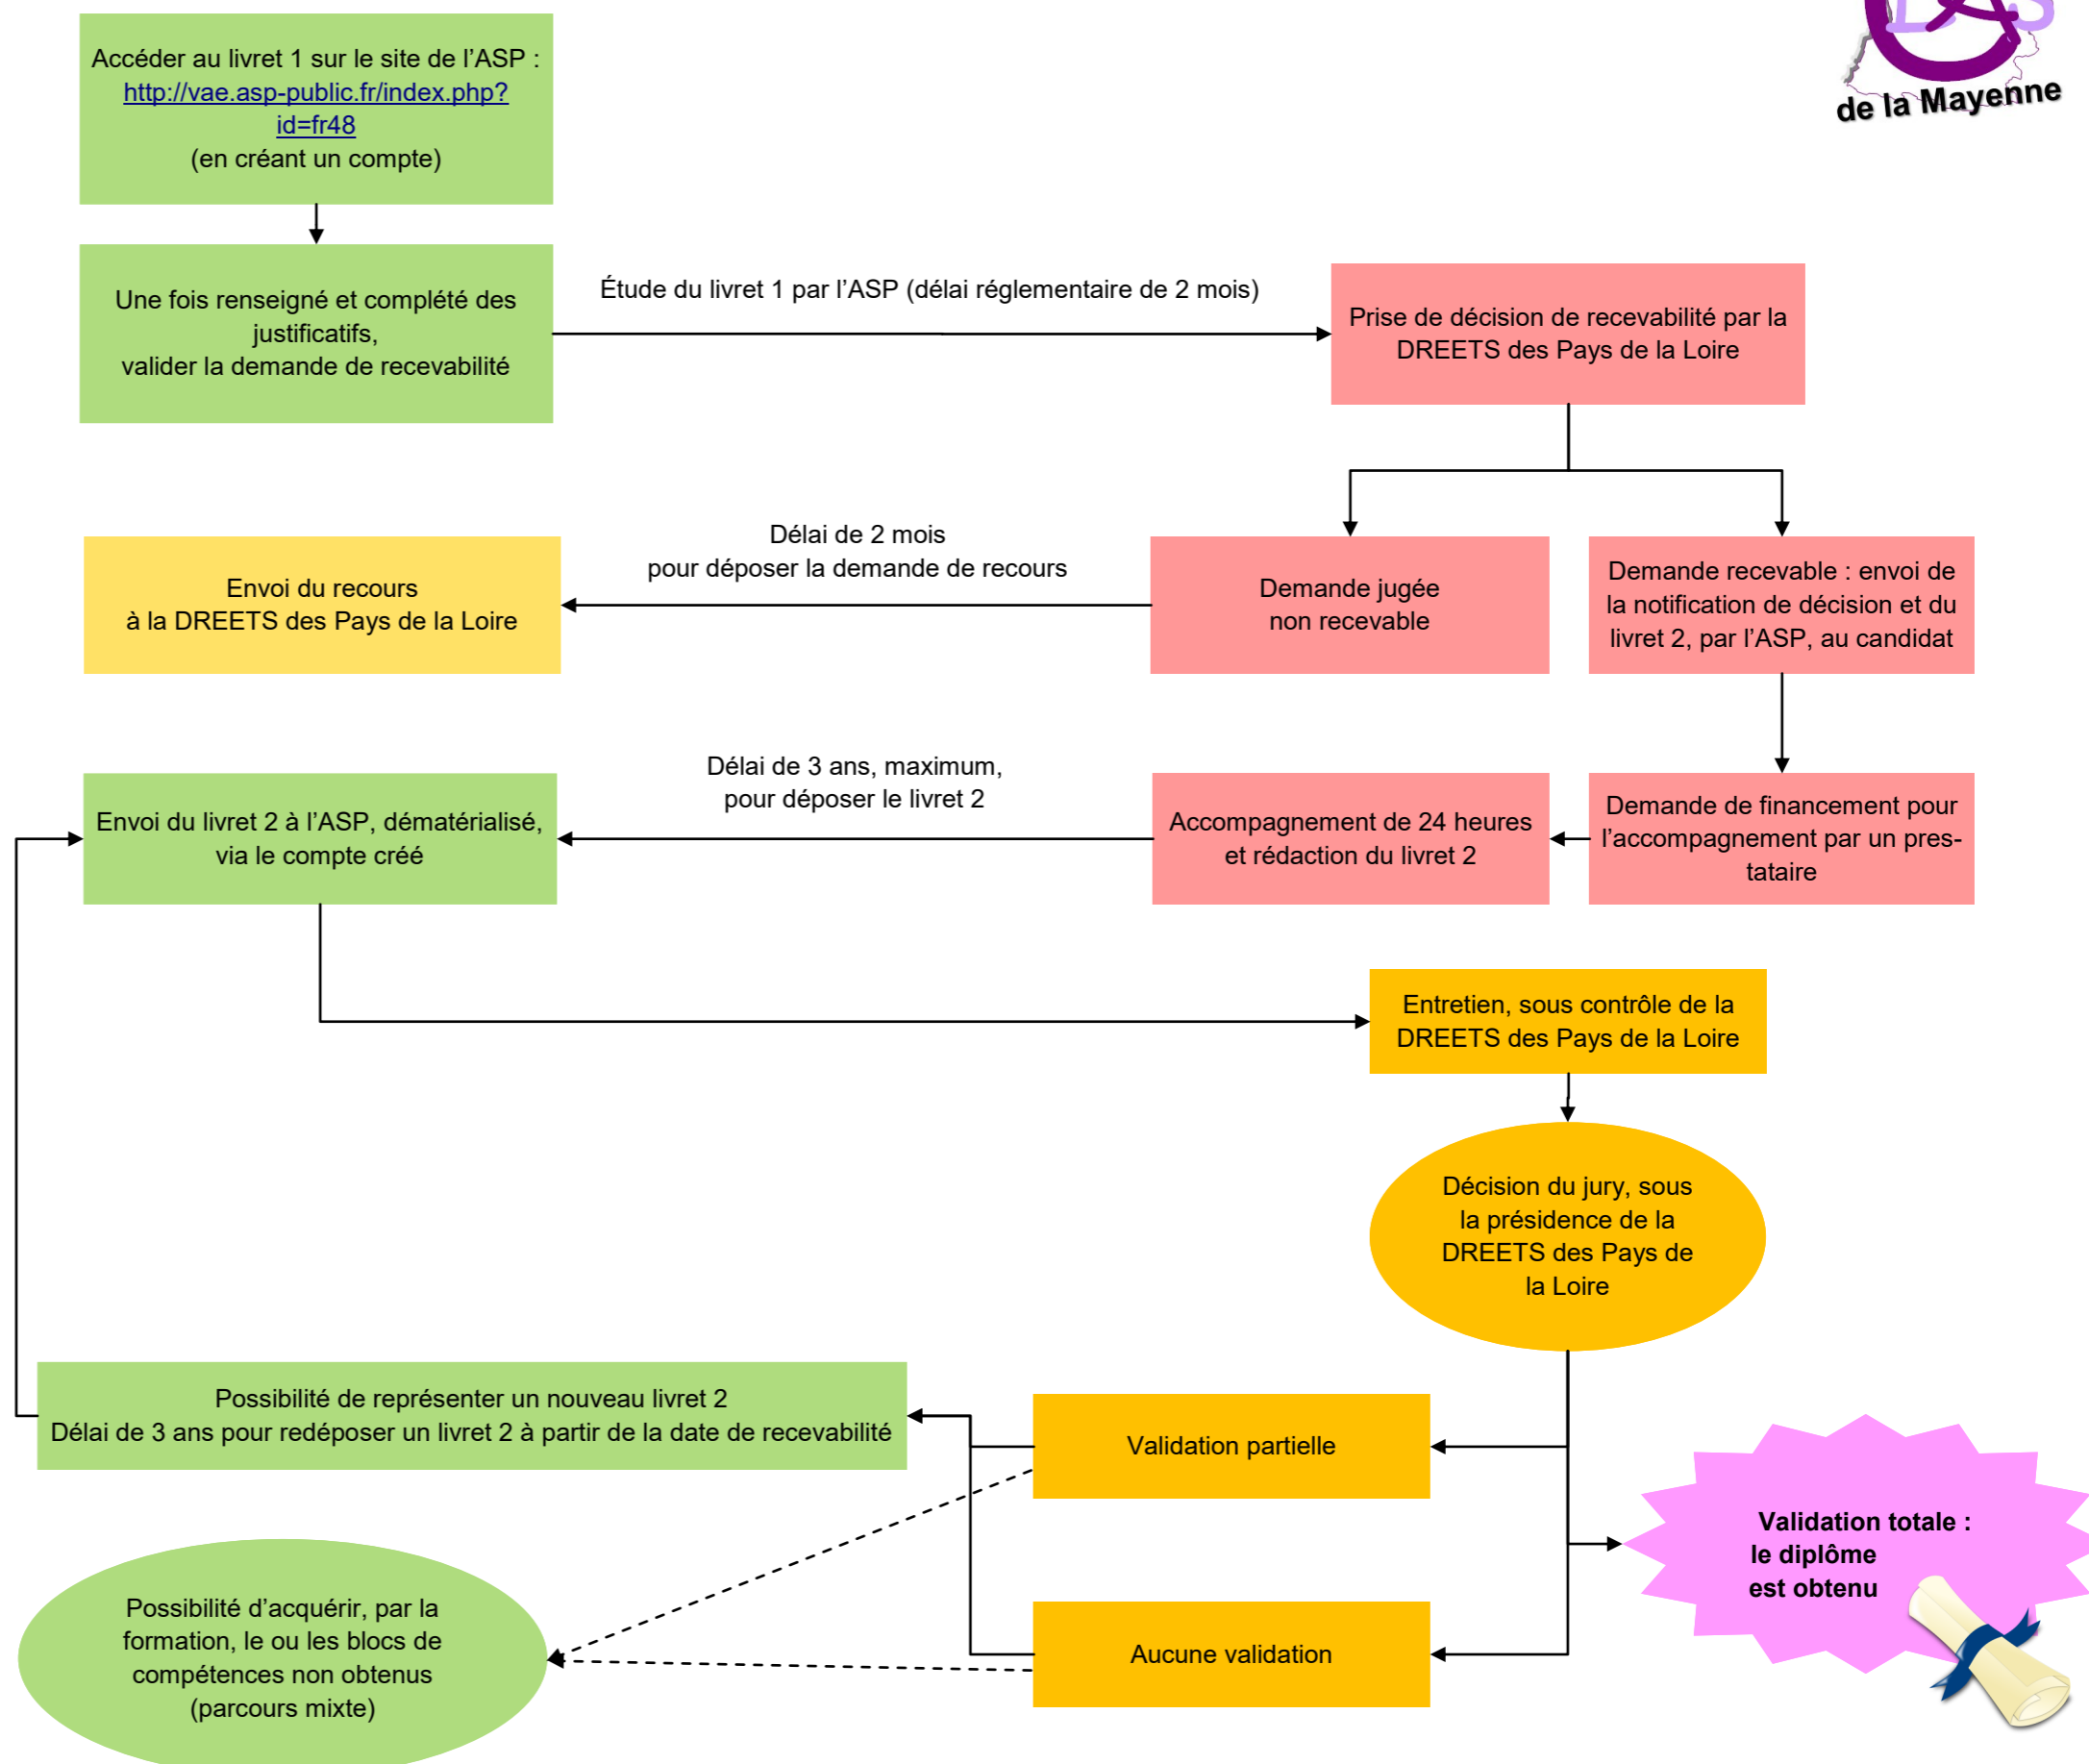 Accéder au livret 1 sur le site de l'ASP :
http://vae.asp-public.fr/index.php?
id=fr48
(en créant un compte)
de la Mayenne
Une fois renseigné et complété des
justificatifs,
valider la demande de recevabilité
Étude du livret 1 par l'ASP (délai réglementaire de 2 mois)
Prise de décision de recevabilité par la
DREETS des Pays de la Loire
Envoi du recours
à la DREETS des Pays de la Loire
Délai de 2 mois
pour déposer la demande de recours
Demande jugée
non recevable
Demande recevable : envoi de
la notification de décision et du
livret 2, par l'ASP, au candidat
Envoi du livret 2 à l'ASP, dématérialisé,
via le compte créé
Délai de 3 ans, maximum,
pour déposer le livret 2
Accompagnement de 24 heures
et rédaction du livret 2
Demande de financement pour
l'accompagnement par un pres-
tataire
Entretien, sous contrôle de la
DREETS des Pays de la Loire
Décision du jury, sous
la présidence de la
DREETS des Pays de
la Loire
Possibilité de représenter un nouveau livret 2
Délai de 3 ans pour redéposer un livret 2 à partir de la date de recevabilité
Validation partielle
Validation totale :
le diplôme
est obtenu
Possibilité d'acquérir, par la
formation, le ou les blocs de
compétences non obtenus
(parcours mixte)
Aucune validation